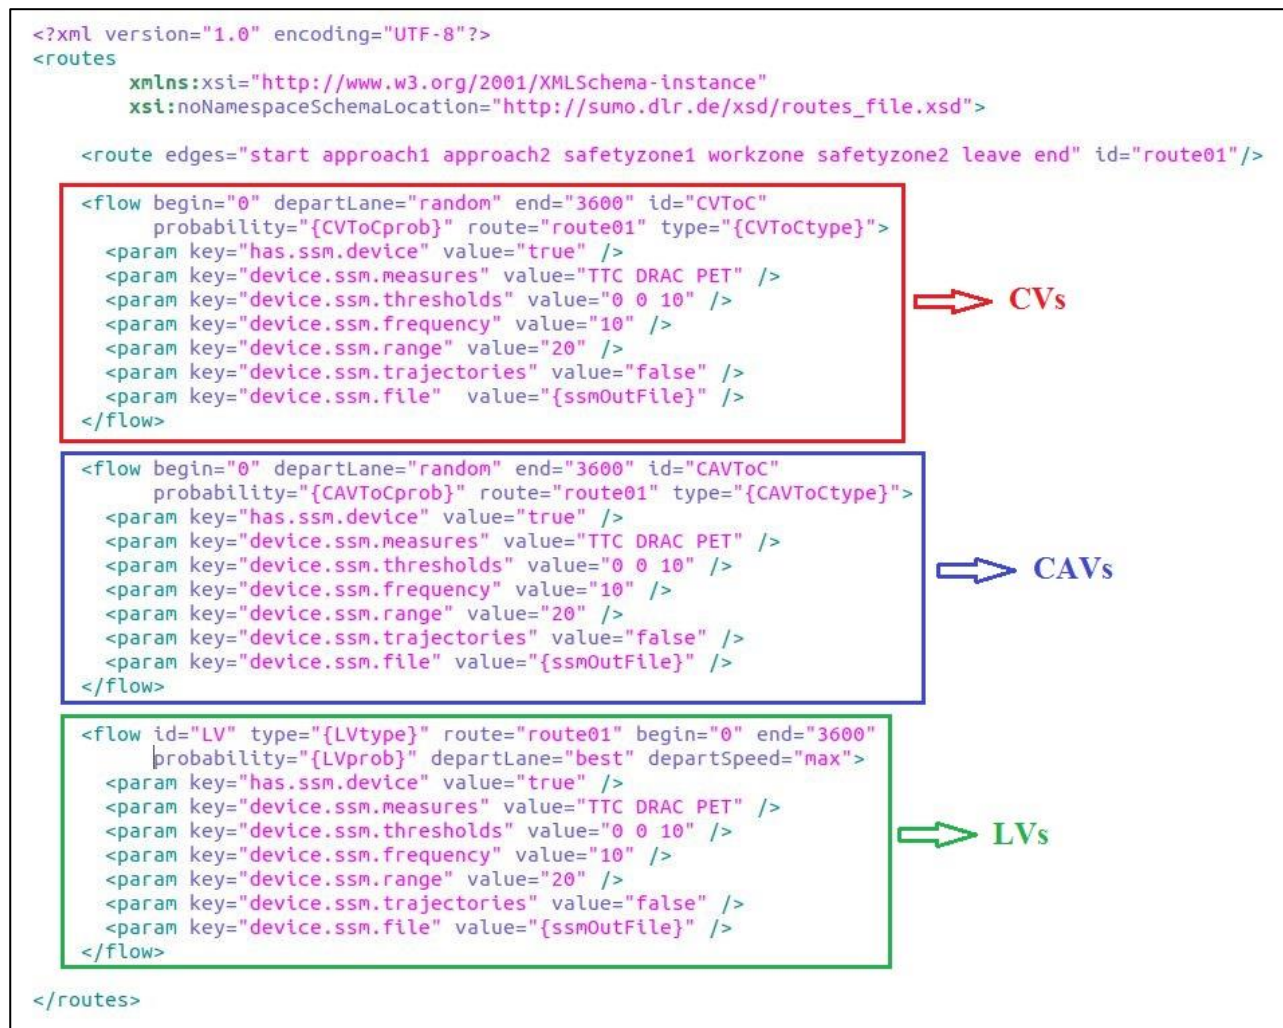 <?xml version="1.0" encoding="UTF-8"?>
<routes
xmlns:xsi="http://www.w3.org/2001/XMLSchema-instance"
xsi:noNamespaceSchemaLocation="http://sumo.dlr.de/xsd/routes_file.xsd">
<route edges="start approach1 approach2 safetyzone1 workzone safetyzone2 leave end" id="route01"/>
<flow begin="0" departLane="random" end="3600" id="CVToC"
probability="{CVToCprob}" route="route01" type="{CVToCtype}">
<param key="has.ssm.device" value="true" />
<param key="device.ssm.measures" value="TTC DRAC PET" />
<param key="device.ssm.thresholds" value="0 0 10" />
<param key="device.ssm.frequency" value="10" />
<param key="device.ssm.range" value="20" />
<param key="device.ssm.trajectories" value="false" />
<param key="device.ssm.file"  value="{ssmOutFile}" />
</flow>
CVs
<flow begin="0" departLane="random" end="3600" id="CAVToC"
probability="{CAVToCprob}" route="route01" type="{CAVToCtype}">
<param key="has.ssm.device" value="true" />
<param key="device.ssm.measures" value="TTC DRAC PET" />
<param key="device.ssm.thresholds" value="0 0 10" />
<param key="device.ssm.frequency" value="10" />
<param key="device.ssm.range" value="20" />
<param key="device.ssm.trajectories" value="false" />
<param key="device.ssm.file" value="{ssmOutFile}" />
</flow>
CAVs
<flow id="LV" type="{LVtype}" route="route01" begin="0" end="3600"
probability="{LVprob}" departLane="best" departSpeed="max">
<param key="has.ssm.device" value="true" />
<param key="device.ssm.measures" value="TTC DRAC PET" />
<param key="device.ssm.thresholds" value="0 0 10" />
<param key="device.ssm.frequency" value="10" />
<param key="device.ssm.range" value="20" />
<param key="device.ssm.trajectories" value="false" />
<param key="device.ssm.file" value="{ssmOutFile}" />
</flow>
LVs
</routes>